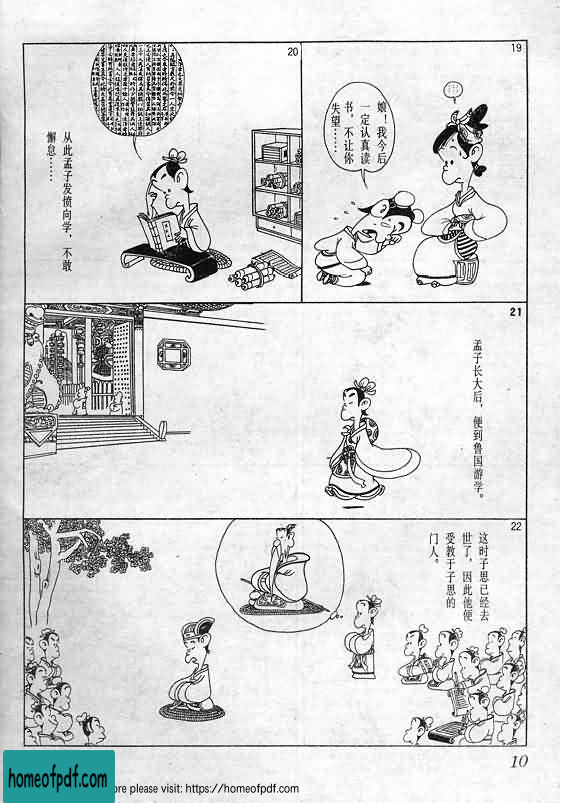 19
娘！我今后
一定认真读
书，不让你
失望……
20
从此孟子发愤向学，不敢
懈怠……
21
孟子长大后，便到鲁国游学。
22
这时子思已经去
世了，因此他便
受教于子思的
门人。
10
homeofpdf.com
ore please visit: https://homeofpdf.com